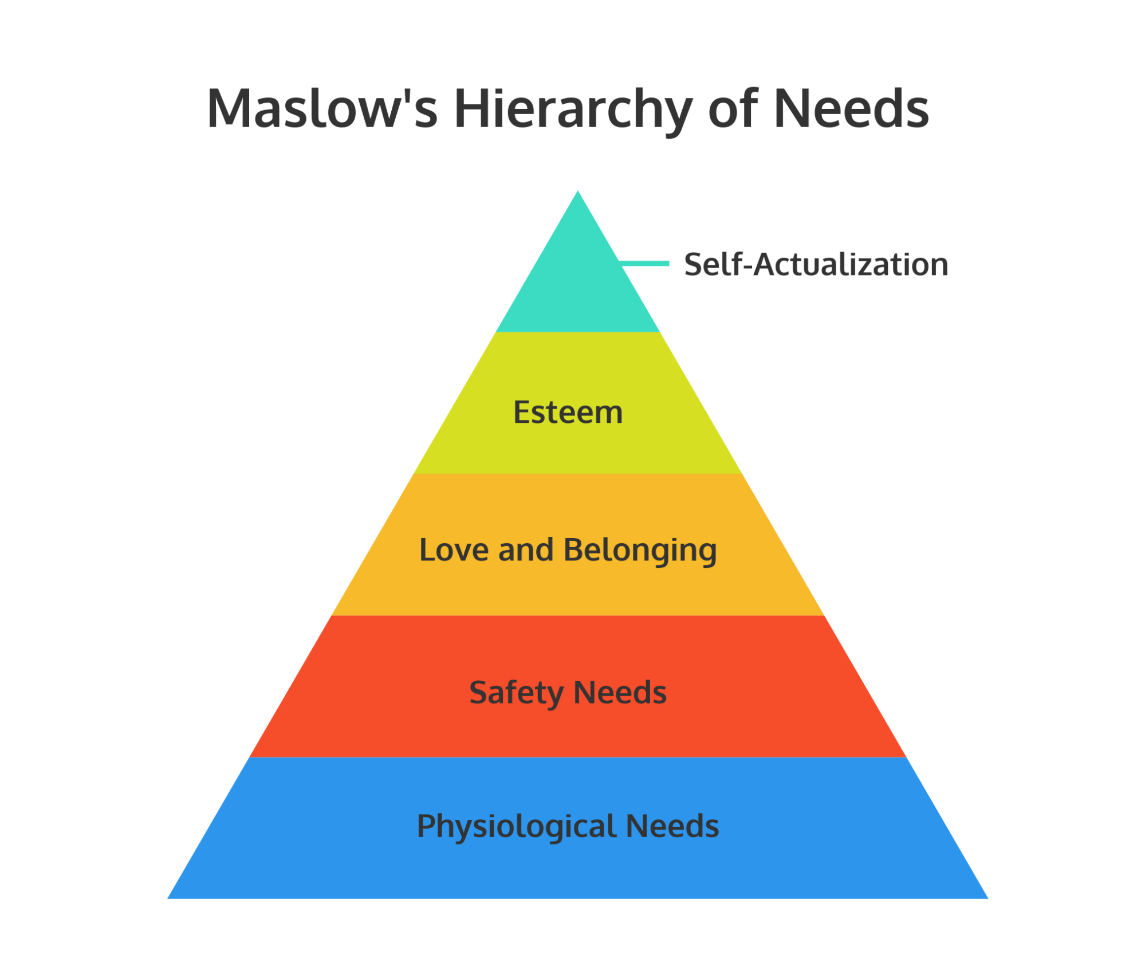 Maslow's Hierarchy of Needs
Self-Actualization
Esteem
Love and Belonging
Safety Needs
Physiological Needs